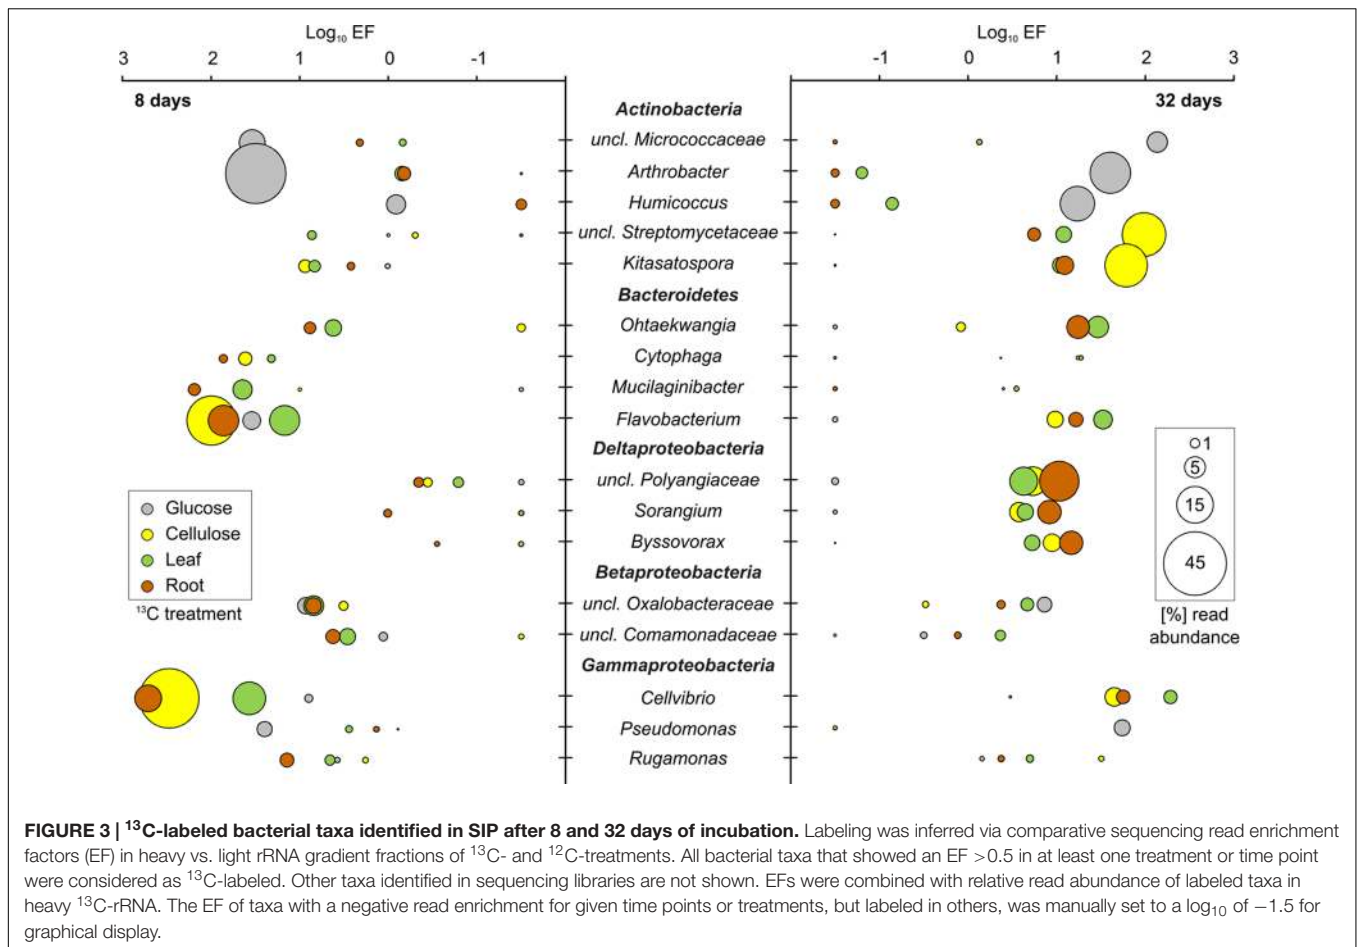 Log₁₀ EF
3 2 1 0 -1
8 days
Log₁₀ EF
-1 0 1 2 3
32 days
Actinobacteria
uncl. Micrococcaceae
Arthrobacter
Humicoccus
uncl. Streptomycetaceae
Kitasatospora
Bacteroidetes
Ohtaekwangia
Cytophaga
Mucilaginibacter
Flavobacterium
Deltaproteobacteria
uncl. Polyangiaceae
Sorangium
Byssovorax
Betaproteobacteria
uncl. Oxalobacteraceae
uncl. Comamonadaceae
Gammaproteobacteria
Cellvibrio
Pseudomonas
Rugamonas
Glucose
Cellulose
Leaf
Root
¹³C treatment
1
5
15
45
[%] read
abundance
FIGURE 3 | ¹³C-labeled bacterial taxa identified in SIP after 8 and 32 days of incubation. Labeling was inferred via comparative sequencing read enrichment
factors (EF) in heavy vs. light rRNA gradient fractions of ¹³C- and ¹²C-treatments. All bacterial taxa that showed an EF >0.5 in at least one treatment or time point
were considered as ¹³C-labeled. Other taxa identified in sequencing libraries are not shown. EFs were combined with relative read abundance of labeled taxa in
heavy ¹³C-rRNA. The EF of taxa with a negative read enrichment for given time points or treatments, but labeled in others, was manually set to a log₁₀ of −1.5 for
graphical display.